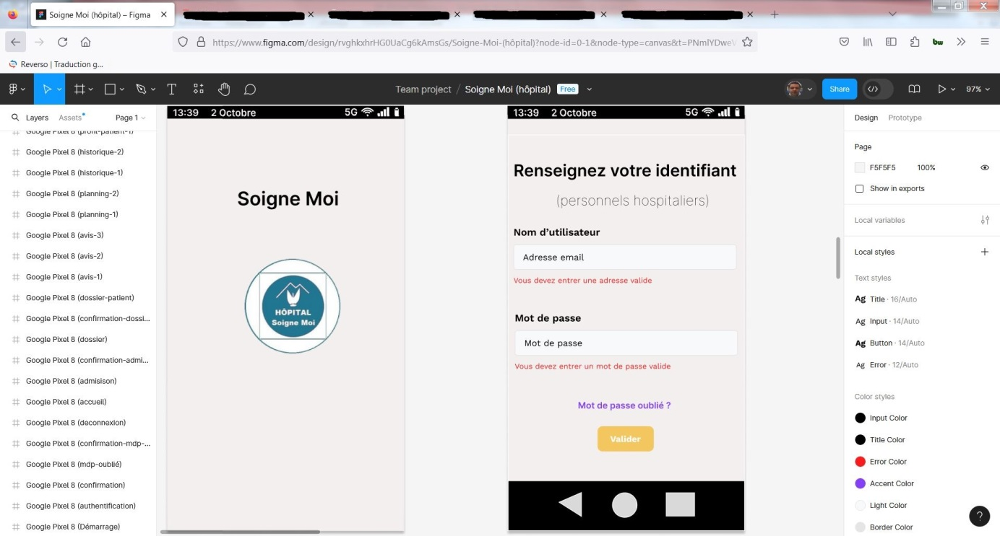 Soigne Moi (hôpital) – Figma
https://www.figma.com/design/rvghkxhrHG0UaCg6kAmsGs/Soigne-Moi-(hôpital)?node-id=0-1&node-type=canvas&t=PNmlYDweV
Reverso | Traduction g...
Team project / Soigne Moi (hôpital) Free
Share
97%
Layers Assets Page 1
Google Pixel 8 (profil-patient-1)
Google Pixel 8 (historique-2)
Google Pixel 8 (historique-1)
Google Pixel 8 (planning-2)
Google Pixel 8 (planning-1)
Google Pixel 8 (avis-3)
Google Pixel 8 (avis-2)
Google Pixel 8 (avis-1)
Google Pixel 8 (dossier-patient)
Google Pixel 8 (confirmation-dossi...
Google Pixel 8 (dossier)
Google Pixel 8 (confirmation-admi...
Google Pixel 8 (admisison)
Google Pixel 8 (accueil)
Google Pixel 8 (deconnexion)
Google Pixel 8 (confirmation-mdp-...
Google Pixel 8 (mdp-oublié)
Google Pixel 8 (confirmation)
Google Pixel 8 (authentification)
Google Pixel 8 (Démarrage)
13:39 2 Octobre 5G
Soigne Moi
HÔPITAL
Soigne Moi
13:39 2 Octobre 5G
Renseignez votre identifiant
(personnels hospitaliers)
Nom d’utilisateur
Adresse email
Vous devez entrer une adresse valide
Mot de passe
Mot de passe
Vous devez entrer un mot de passe valide
Mot de passe oublié ?
Valider
Design Prototype
Page
F5F5F5 100%
Show in exports
Local variables
Local styles
Text styles
Ag Title · 16/Auto
Ag Input · 14/Auto
Ag Button · 14/Auto
Ag Error · 12/Auto
Color styles
Input Color
Title Color
Error Color
Accent Color
Light Color
Border Color
?